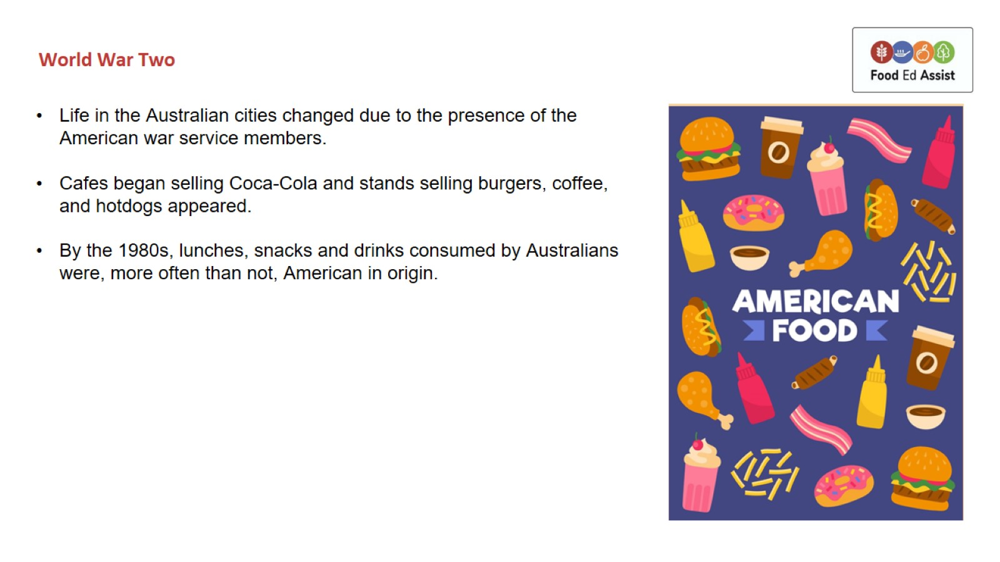 World War Two
Food Ed Assist
• Life in the Australian cities changed due to the presence of the
American war service members.
• Cafes began selling Coca-Cola and stands selling burgers, coffee,
and hotdogs appeared.
• By the 1980s, lunches, snacks and drinks consumed by Australians
were, more often than not, American in origin.
AMERICAN
FOOD